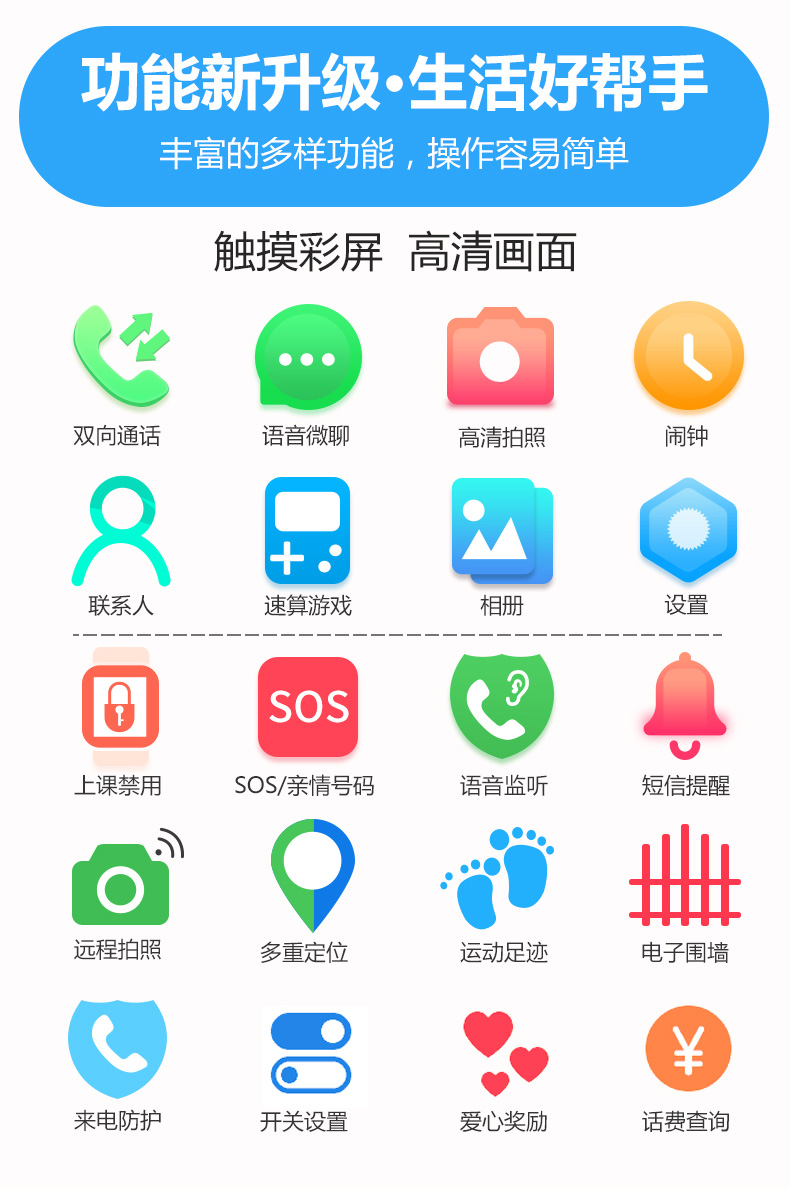 功能新升级·生活好帮手
丰富的多样功能，操作容易简单
触摸彩屏 高清画面
双向通话 语音微聊 高清拍照 闹钟
联系人 速算游戏 相册 设置
SOS
上课禁用 SOS/亲情号码 语音监听 短信提醒
远程拍照 多重定位 运动足迹 电子围墙
¥
来电防护 开关设置 爱心奖励 话费查询